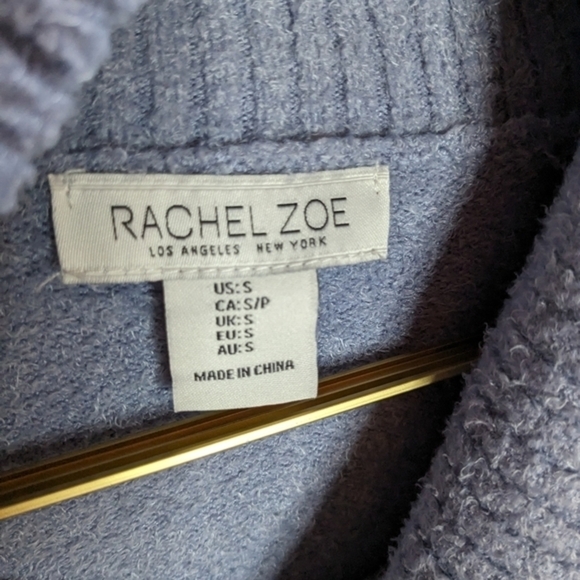 RACHEL ZOE
LOS ANGELES NEW YORK
US: S
CA: S/P
UK: S
EU: S
AU: S
MADE IN CHINA